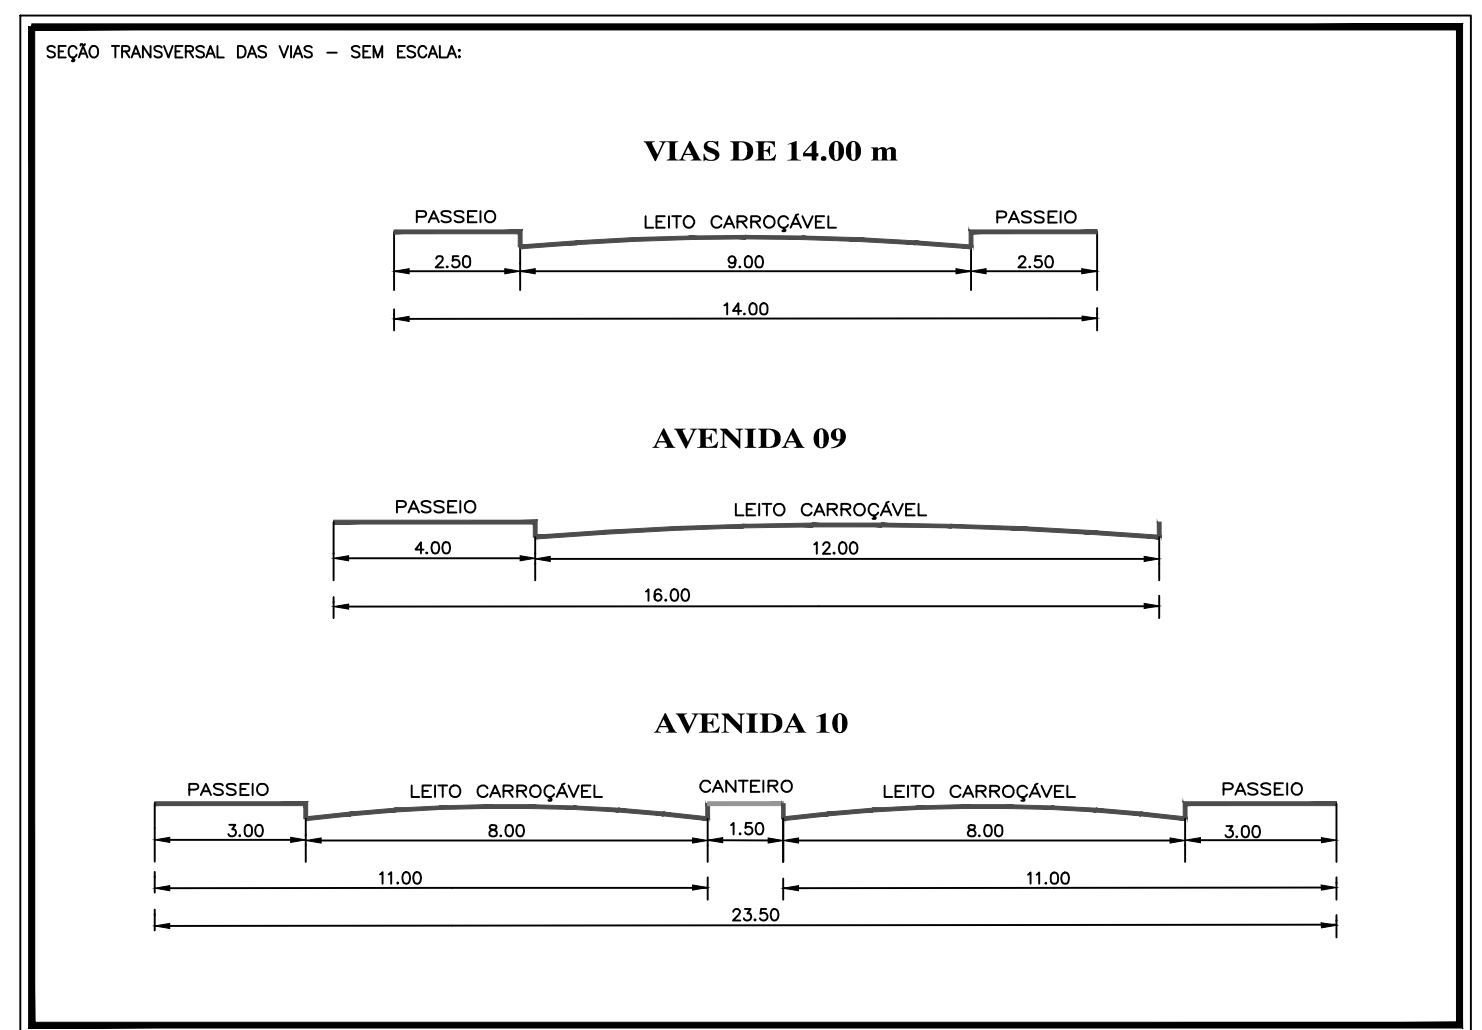 SEÇÃO TRANSVERSAL DAS VIAS – SEM ESCALA:
VIAS DE 14.00 m
PASSEIO LEITO CARROÇÁVEL PASSEIO
2.50 9.00 2.50
14.00
AVENIDA 09
PASSEIO LEITO CARROÇÁVEL
4.00 12.00
16.00
AVENIDA 10
PASSEIO LEITO CARROÇÁVEL CANTEIRO LEITO CARROÇÁVEL PASSEIO
3.00 8.00 1.50 8.00 3.00
11.00 11.00
23.50